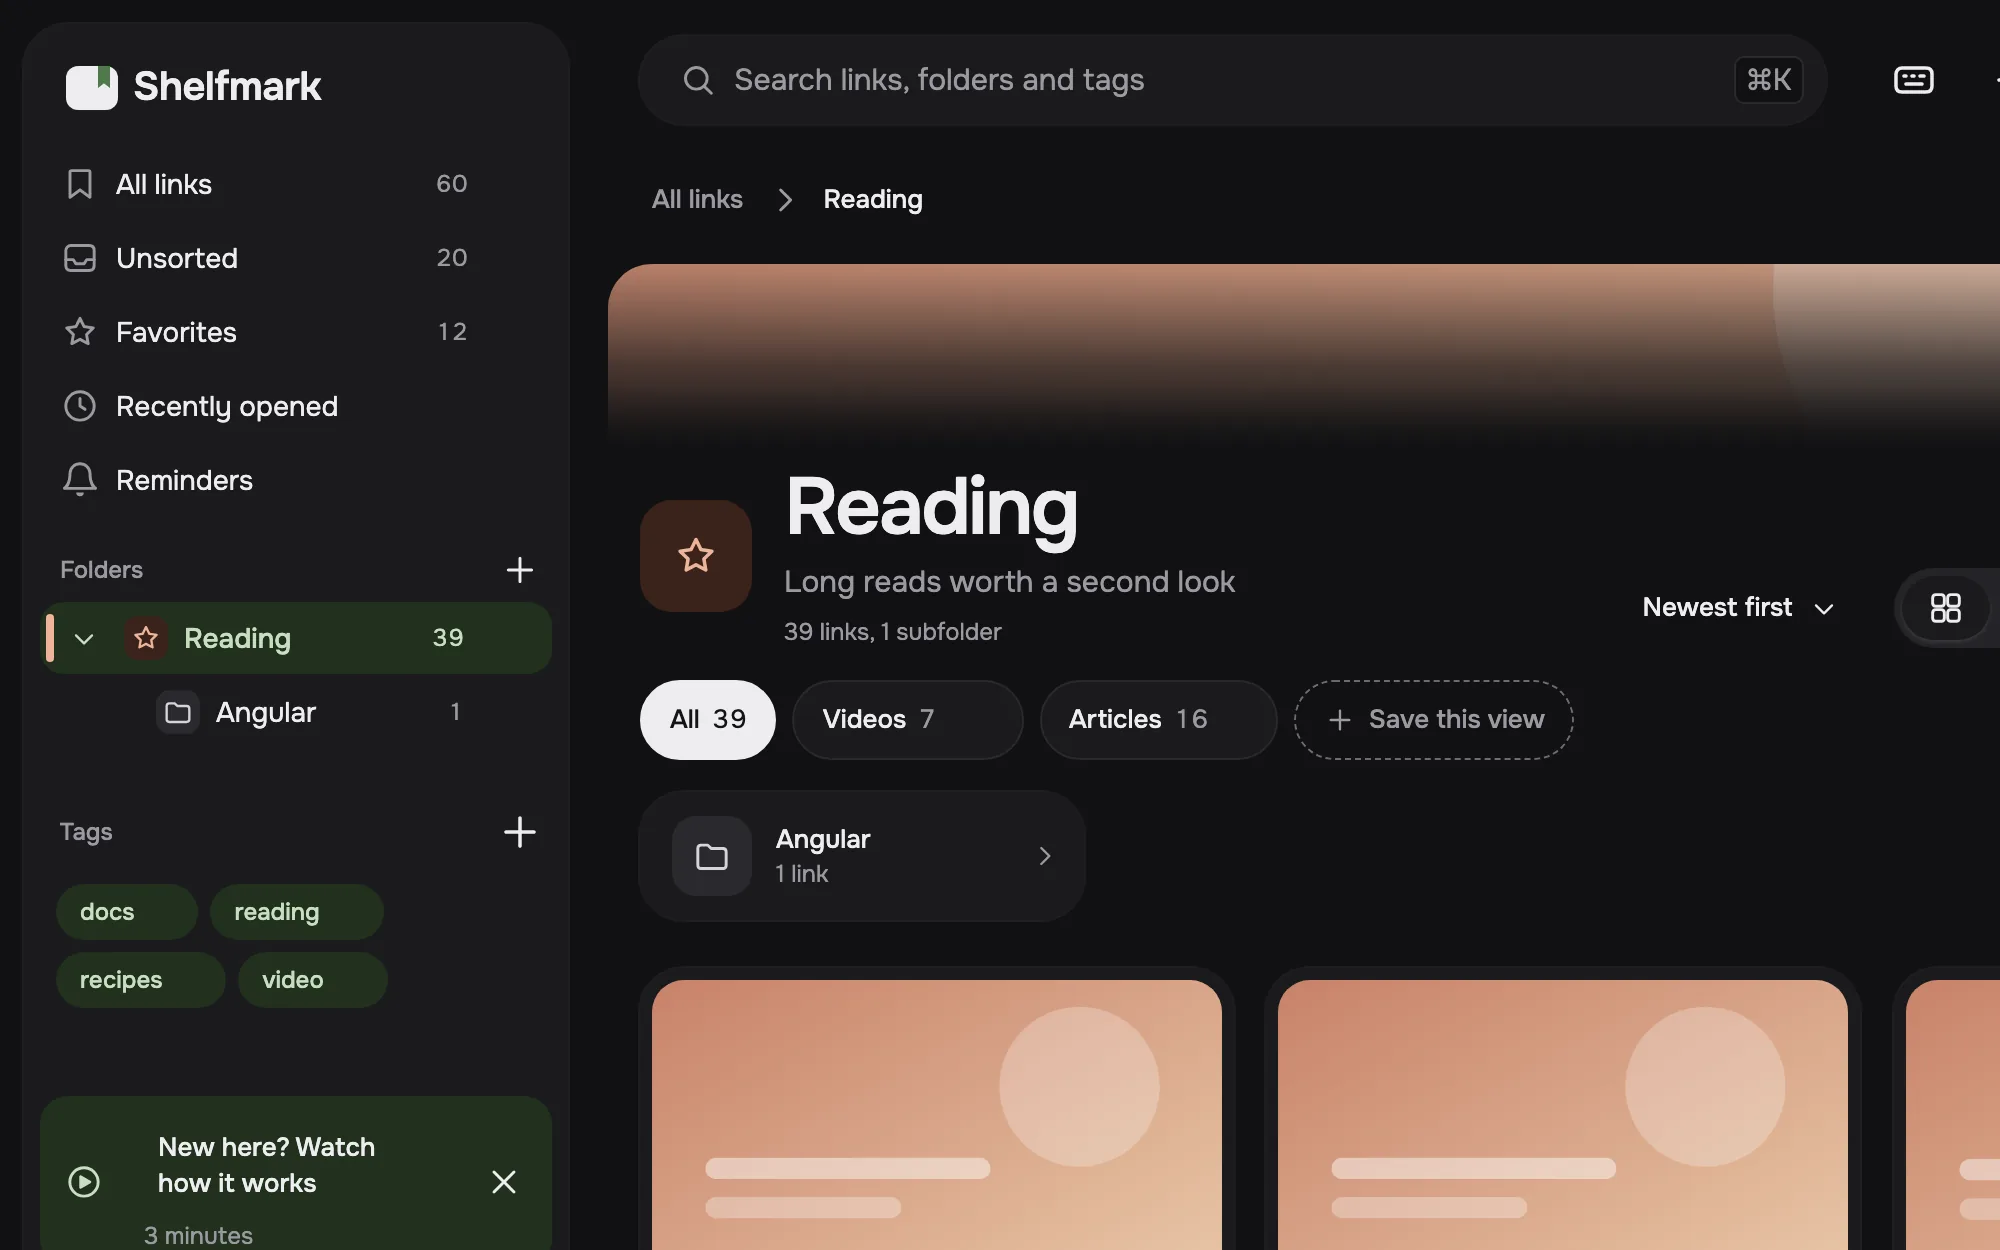 Shelfmark
All links 60
Unsorted 20
Favorites 12
Recently opened
Reminders
Folders
Reading 39
Angular 1
Tags
docs reading
recipes video
New here? Watch
how it works
3 minutes
Search links, folders and tags ⌘K
All links Reading
Reading
Long reads worth a second look
39 links, 1 subfolder
Newest first
All 39 Videos 7 Articles 16 Save this view
Angular
1 link